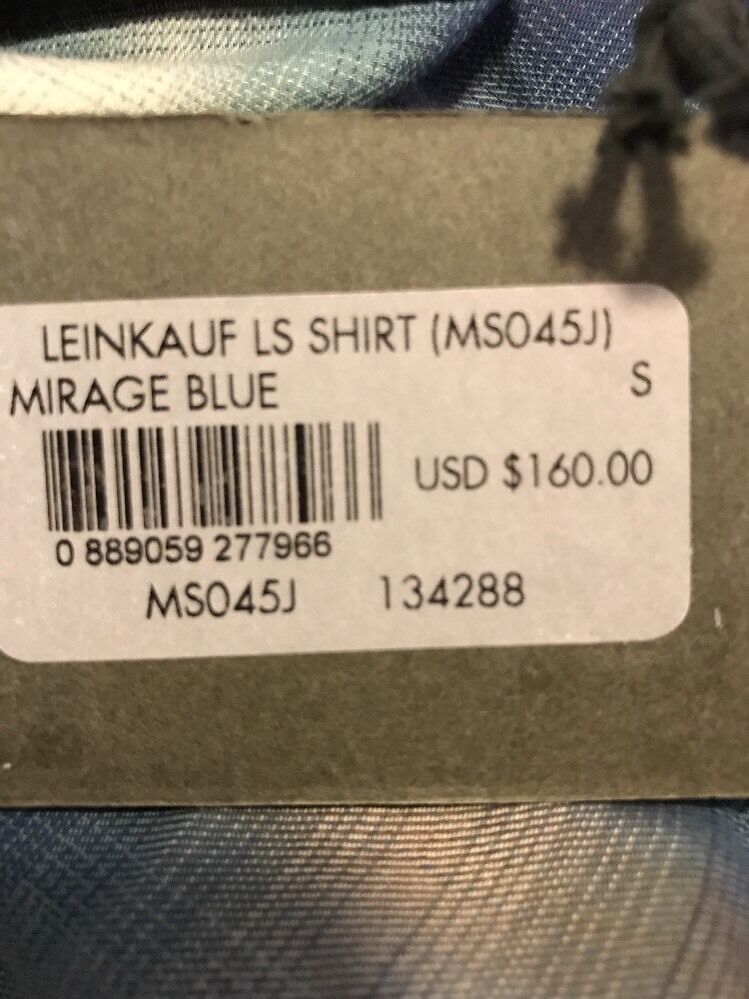 LEINKAUF LS SHIRT (MS045J)
MIRAGE BLUE S
USD $160.00
0 889059 277966
MS045J 134288